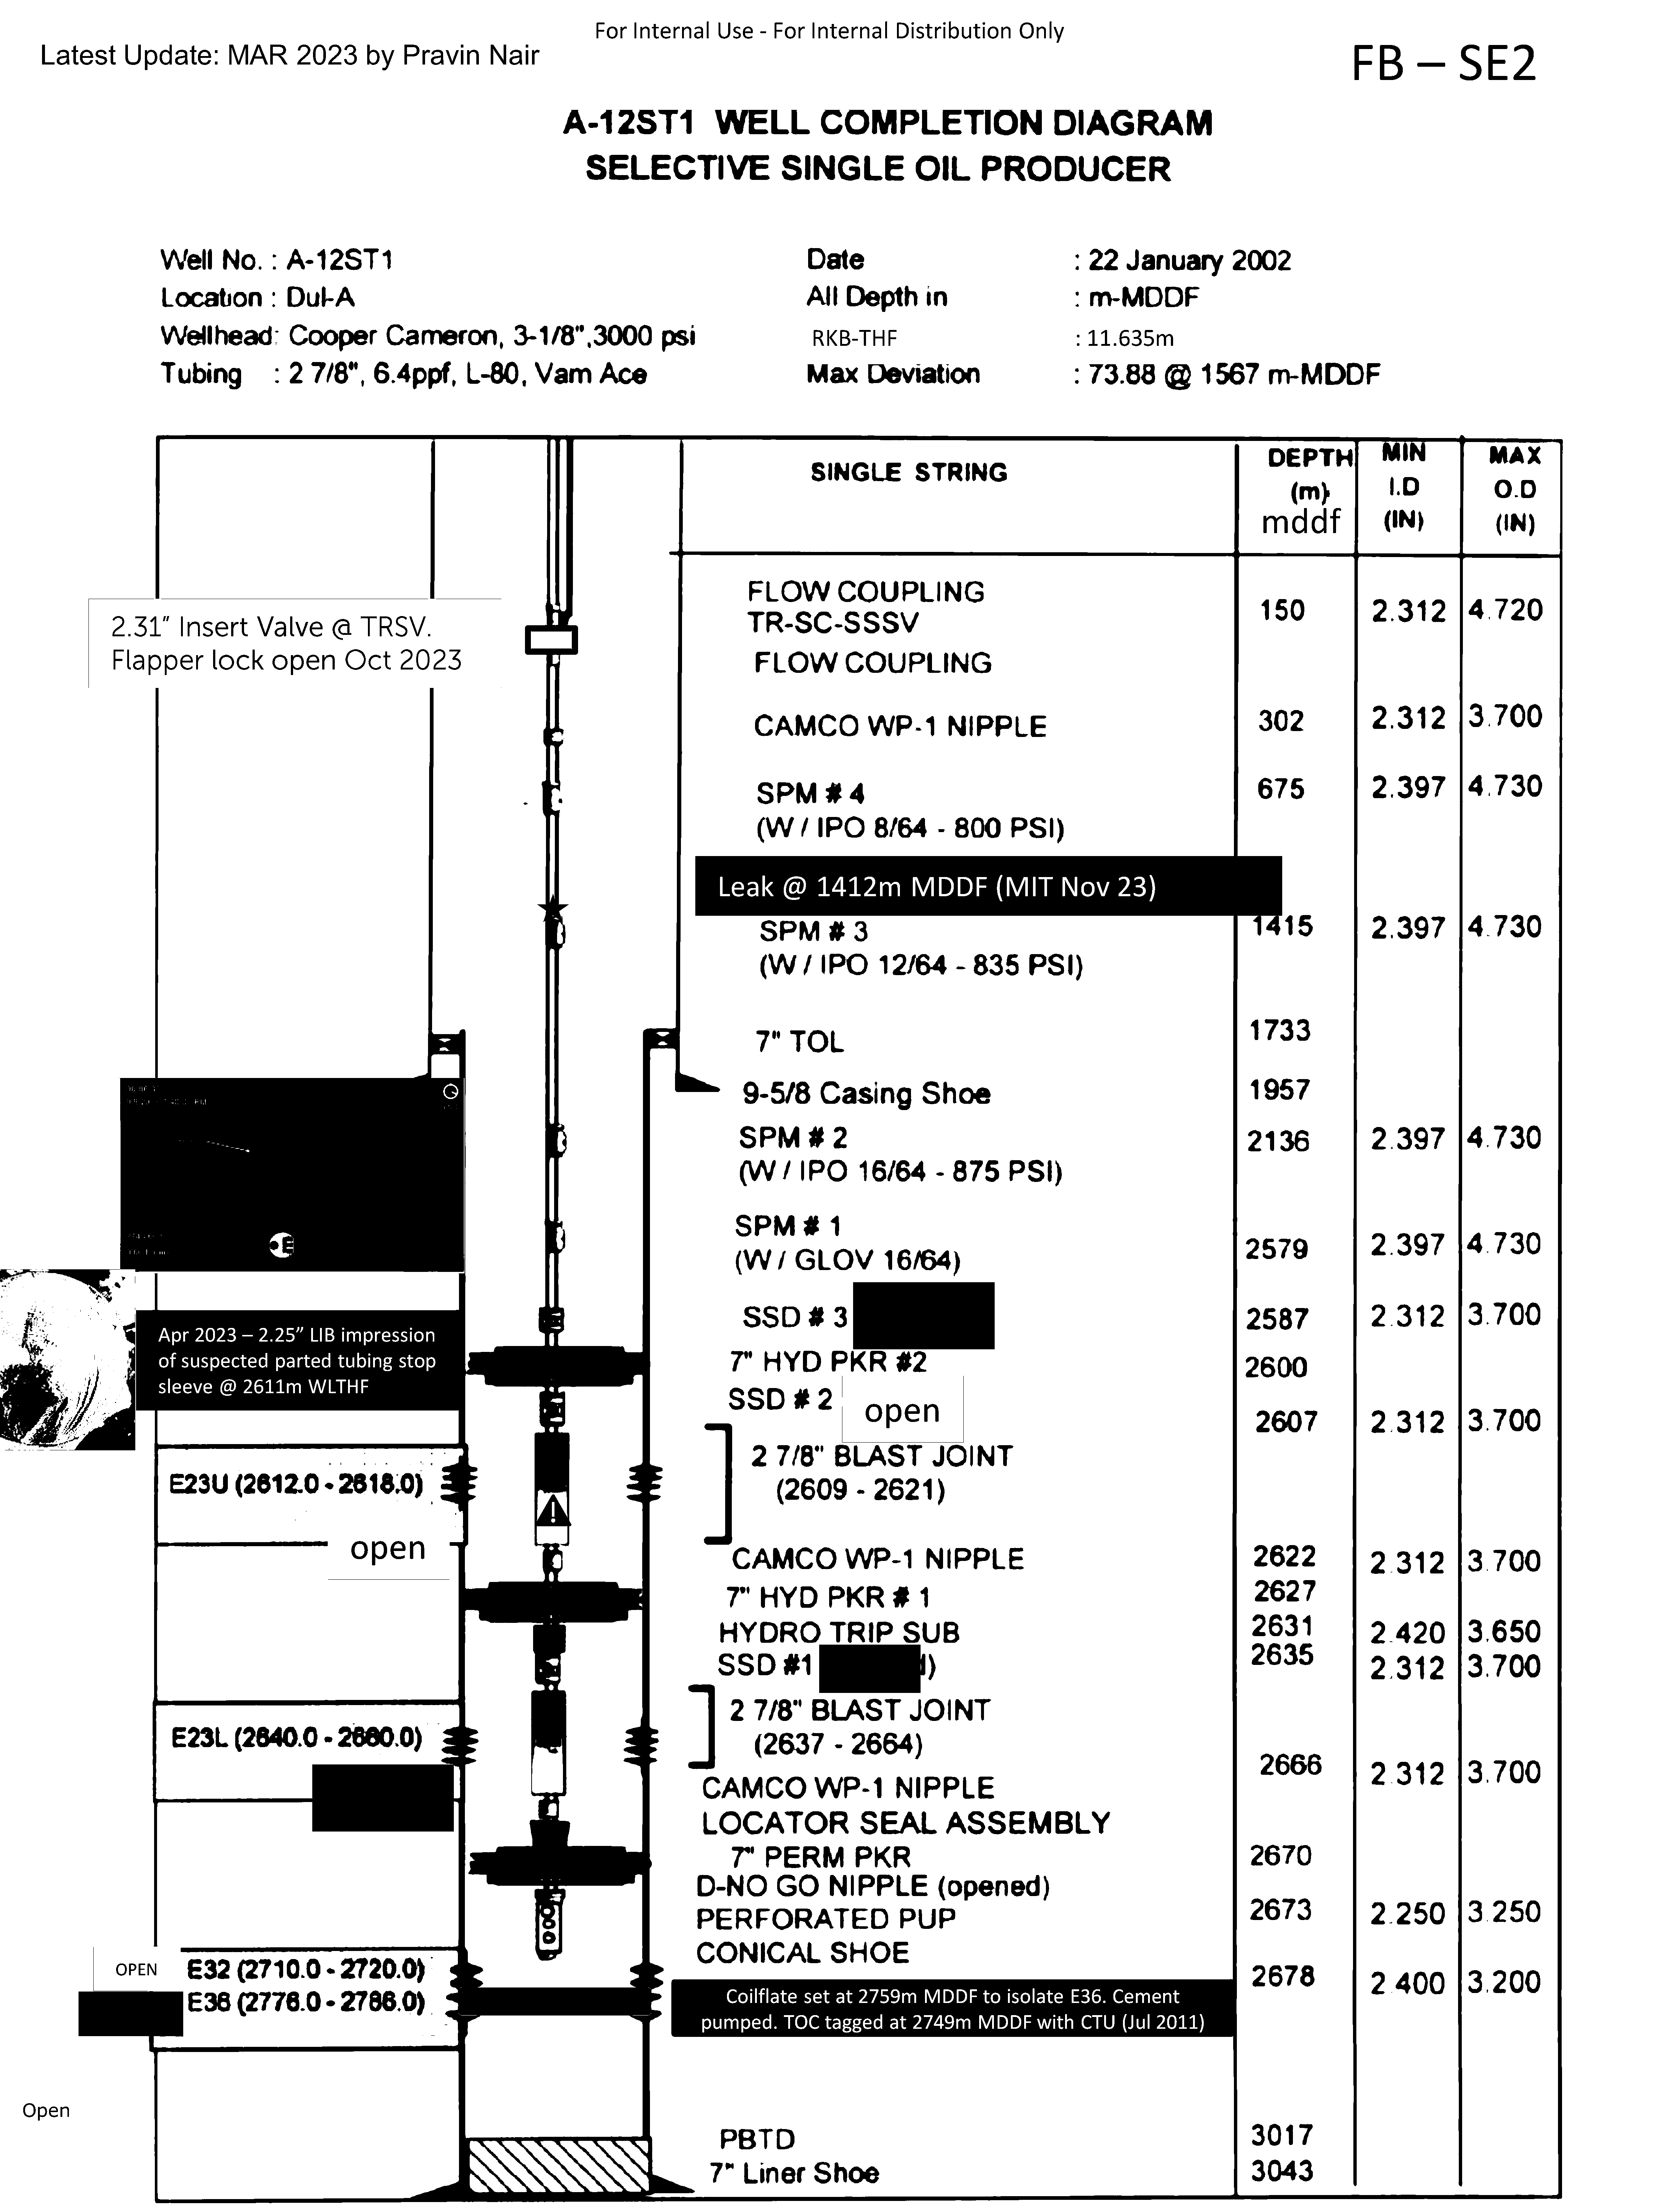 For Internal Use - For Internal Distribution Only
Latest Update: MAR 2023 by Pravin Nair
FB – SE2
A-12ST1 WELL COMPLETION DIAGRAM
SELECTIVE SINGLE OIL PRODUCER
Well No. : A-12ST1
Location : Dul-A
Wellhead: Cooper Cameron, 3-1/8",3000 psi
Tubing : 2 7/8", 6.4ppf, L-80, Vam Ace
Date : 22 January 2002
All Depth in : m-MDDF
RKB-THF : 11.635m
Max Deviation : 73.88 @ 1567 m-MDDF
SINGLE STRING
DEPTH
(m)
mddf
MIN
I.D
(IN)
MAX
O.D
(IN)
2.31" Insert Valve @ TRSV.
Flapper lock open Oct 2023
FLOW COUPLING
TR-SC-SSSV 150 2.312 4.720
FLOW COUPLING
CAMCO WP-1 NIPPLE 302 2.312 3.700
SPM # 4 675 2.397 4.730
(W / IPO 8/64 - 800 PSI)
Leak @ 1412m MDDF (MIT Nov 23)
SPM # 3 1415 2.397 4.730
(W / IPO 12/64 - 835 PSI)
7" TOL 1733
9-5/8 Casing Shoe 1957
SPM # 2 2136 2.397 4.730
(W / IPO 16/64 - 875 PSI)
SPM # 1
(W / GLOV 16/64) 2579 2.397 4.730
SSD # 3 2587 2.312 3.700
Apr 2023 – 2.25" LIB impression
of suspected parted tubing stop
sleeve @ 2611m WLTHF
7" HYD PKR #2 2600
SSD # 2 open 2607 2.312 3.700
2 7/8" BLAST JOINT
(2609 - 2621)
E23U (2612.0 - 2618.0)
open
CAMCO WP-1 NIPPLE 2622 2.312 3.700
7" HYD PKR # 1 2627
HYDRO TRIP SUB 2631 2.420 3.650
SSD #1 ) 2635 2.312 3.700
2 7/8" BLAST JOINT
(2637 - 2664)
E23L (2640.0 - 2660.0)
CAMCO WP-1 NIPPLE 2666 2.312 3.700
LOCATOR SEAL ASSEMBLY
7" PERM PKR 2670
D-NO GO NIPPLE (opened)
PERFORATED PUP 2673 2.250 3.250
CONICAL SHOE 2678 2.400 3.200
OPEN E32 (2710.0 - 2720.0)
E36 (2776.0 - 2786.0)
Coilflate set at 2759m MDDF to isolate E36. Cement
pumped. TOC tagged at 2749m MDDF with CTU (Jul 2011)
Open
PBTD 3017
7" Liner Shoe 3043